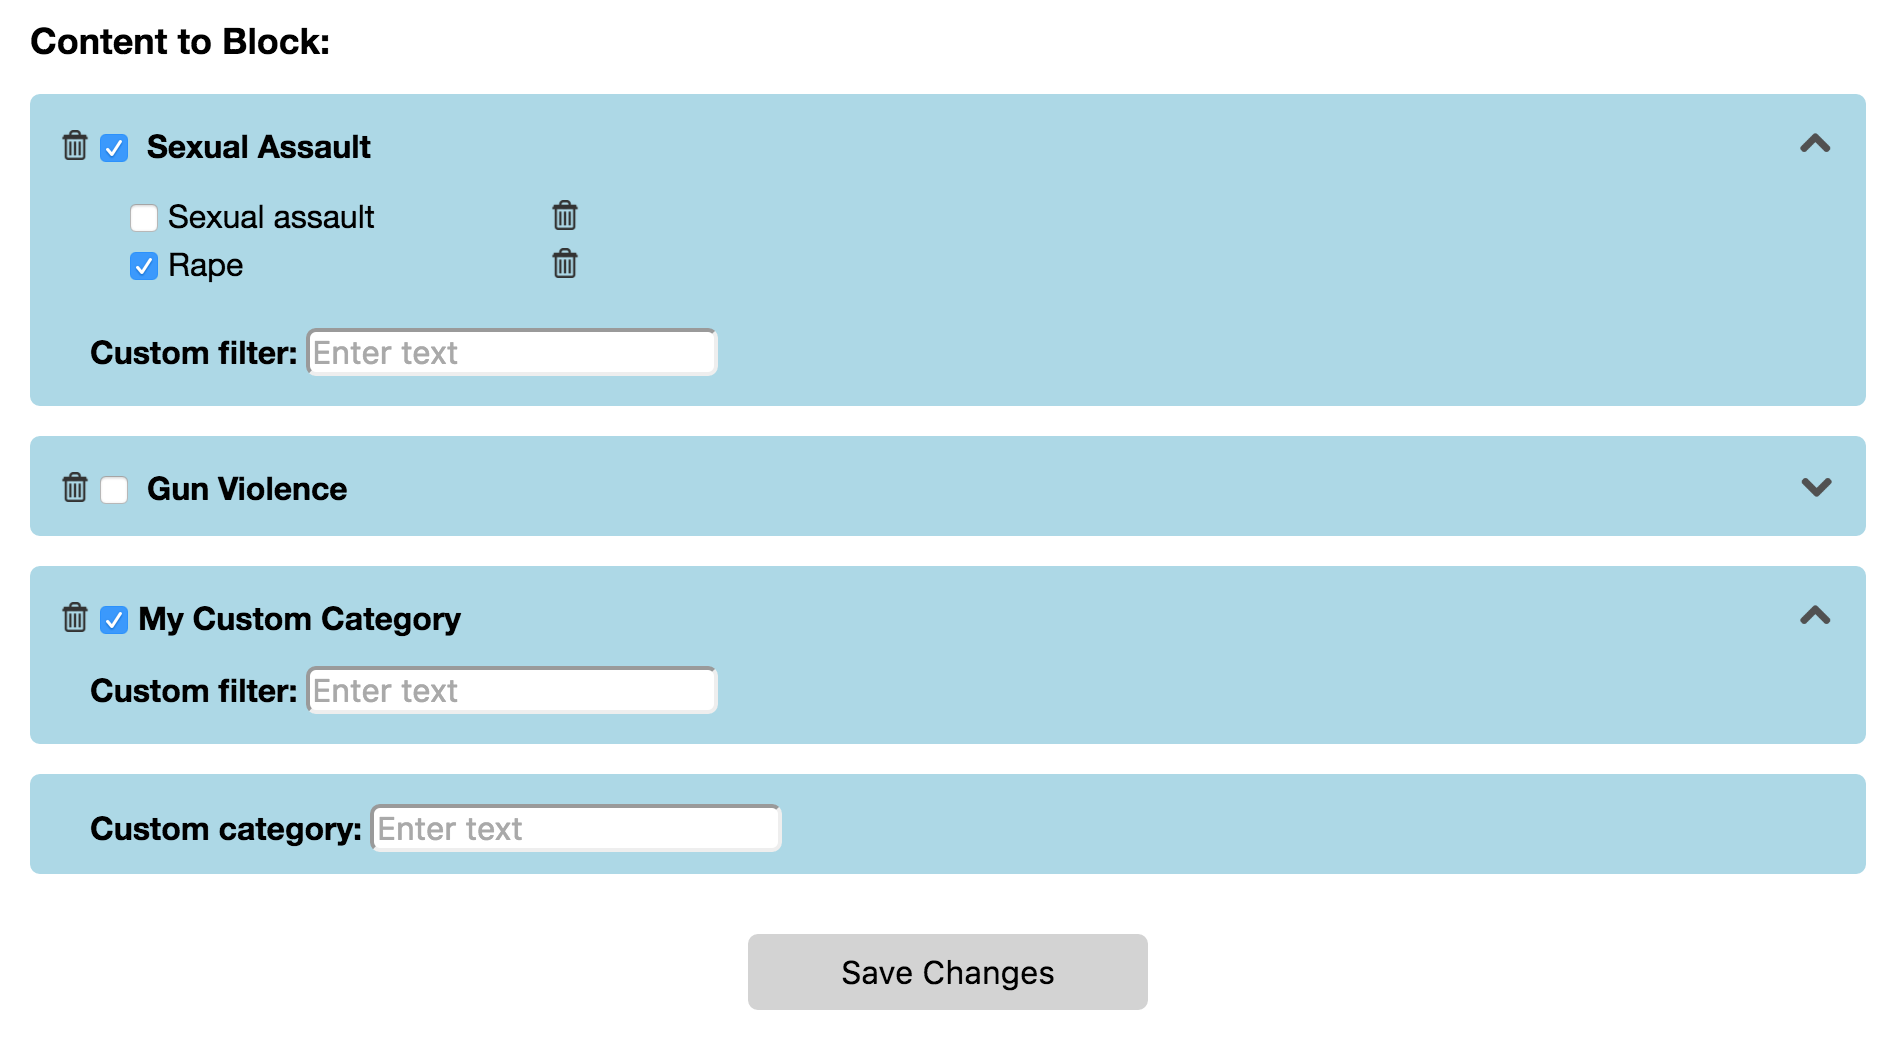 Content to Block:
Sexual Assault
Sexual assault
Rape
Custom filter: Enter text
Gun Violence
My Custom Category
Custom filter: Enter text
Custom category: Enter text
Save Changes